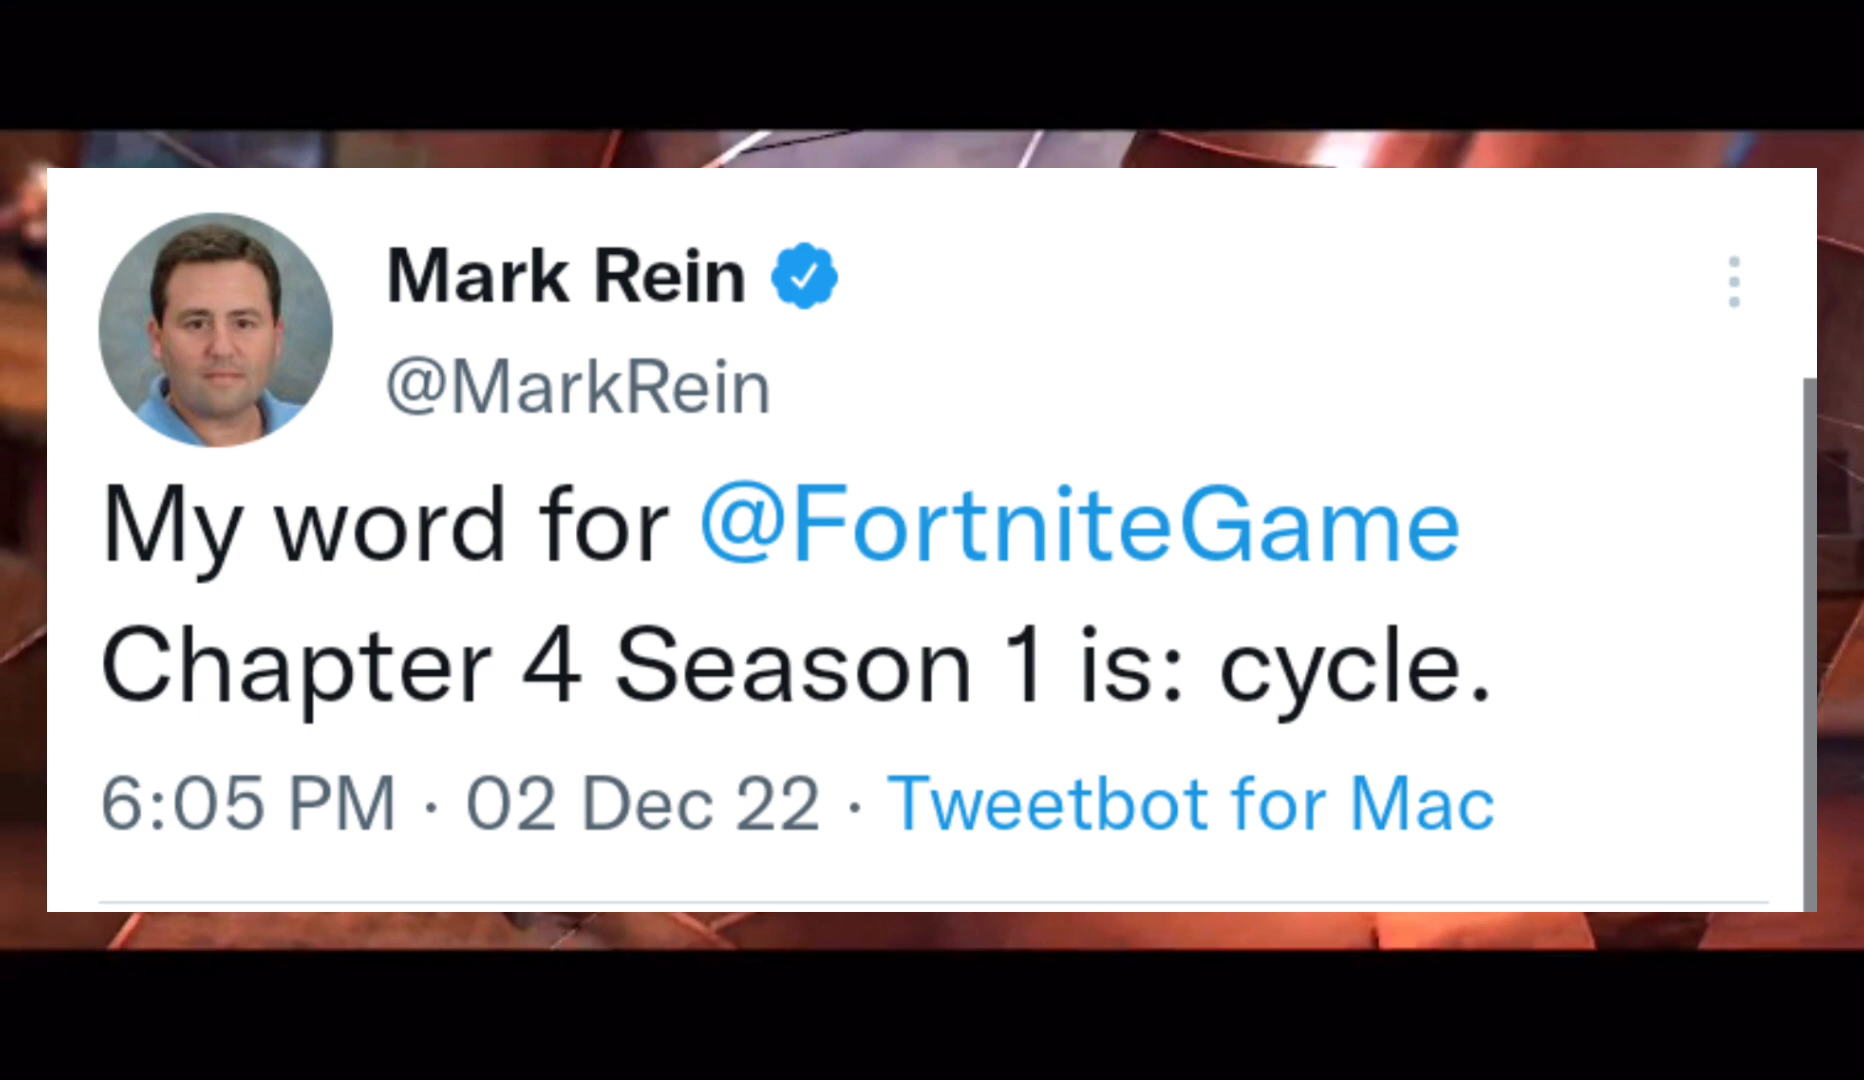 Mark Rein
@MarkRein
My word for @FortniteGame
Chapter 4 Season 1 is: cycle.
6:05 PM · 02 Dec 22 · Tweetbot for Mac